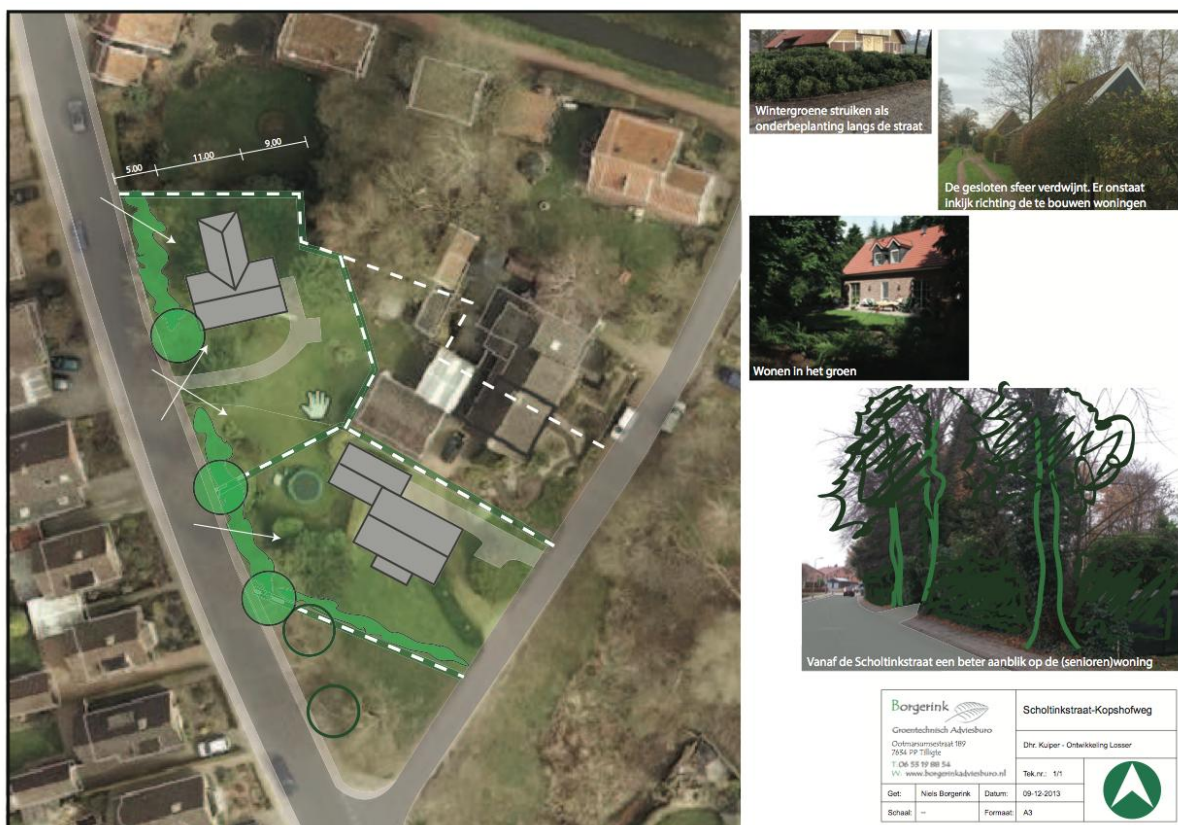 5.00
11.00
9.00
Wintergroene struiken als
onderbeplanting langs de straat
De gesloten sfeer verdwijnt. Er onstaat
inkijk richting de te bouwen woningen
Wonen in het groen
Vanaf de Scholtinkstraat een beter aanblik op de (senioren)woning
Borgerink
Groentechnisch Adviesburo
Ootmarsumsestraat 189
7634 PP Tilligte
T. 06 53 19 88 54
W. www.borgerinkadviesburo.nl
Scholtinkstraat-Kopshofweg
Dhr. Kuiper - Ontwikkeling Losser
Tek.nr.: 1/1
Get: Niels Borgerink Datum: 09-12-2013
Schaal: -- Formaat: A3